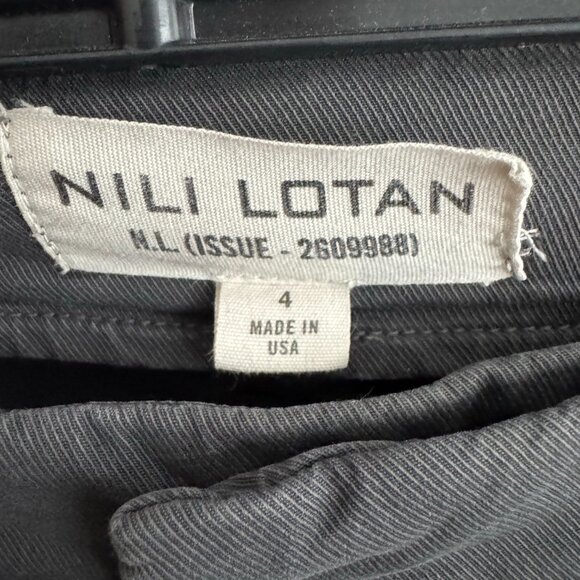 NILI LOTAN
N.L.(ISSUE - 2609988)
4
MADE IN
USA